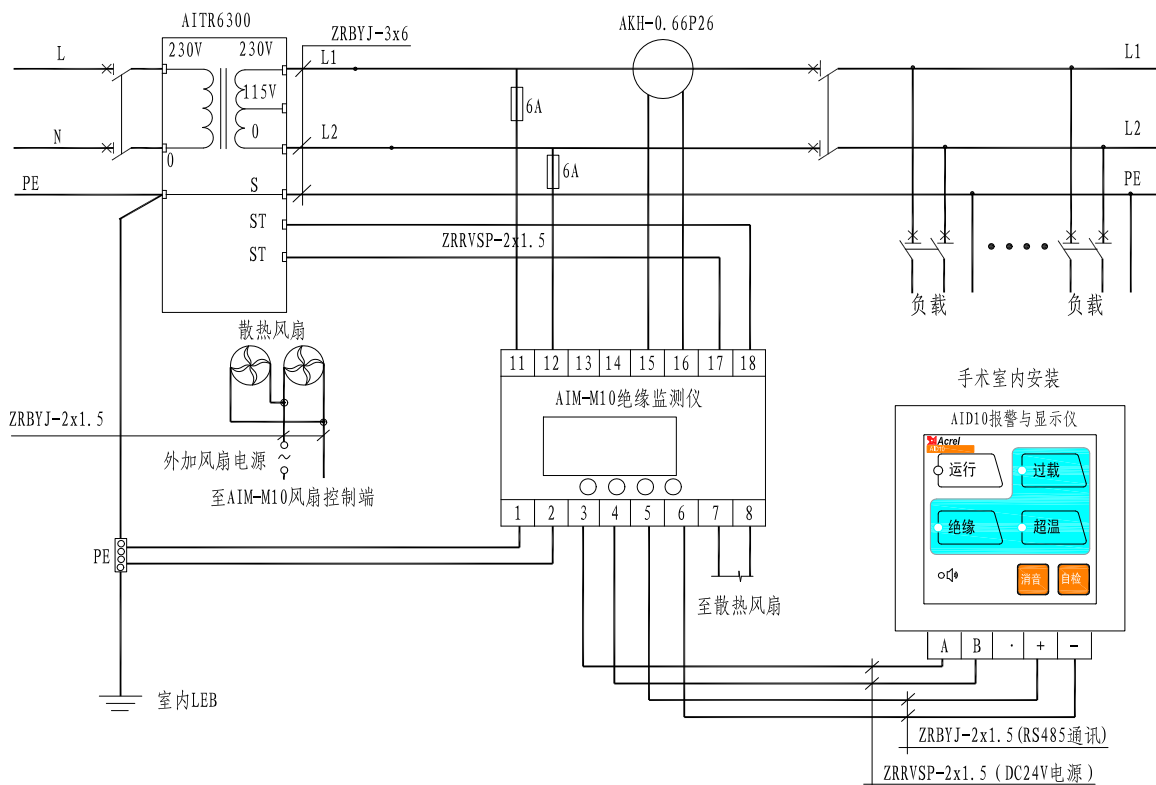 AITR6300
AKH-0.66P26
ZRBYJ-3x6
L
230V
230V
L1
L1
115V
6A
N
0
L2
L2
0
6A
PE
S
PE
ST
ZRRVSP-2x1.5
ST
负载
负载
散热风扇
11 12 13 14 15 16 17 18
手术室内安装
AIM-M10绝缘监测仪
ZRBYJ-2x1.5
AID10报警与显示仪
Acrel
AID10
外加风扇电源
~
运行
过载
至AIM-M10风扇控制端
1 2 3 4 5 6 7 8
绝缘
超温
PE
消音
自检
至散热风扇
A B · + -
室内LEB
ZRBYJ-2x1.5(RS485通讯)
ZRRVSP-2x1.5(DC24V电源)